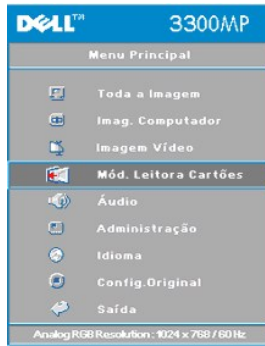 DELL™ 3300MP
Menu Principal
Toda a Imagem
Imag. Computador
Imagem Vídeo
Mód. Leitora Cartões
Áudio
Administração
Idioma
Config.Original
Saída
Analog RGB Resolution : 1024 x 768 / 60 Hz